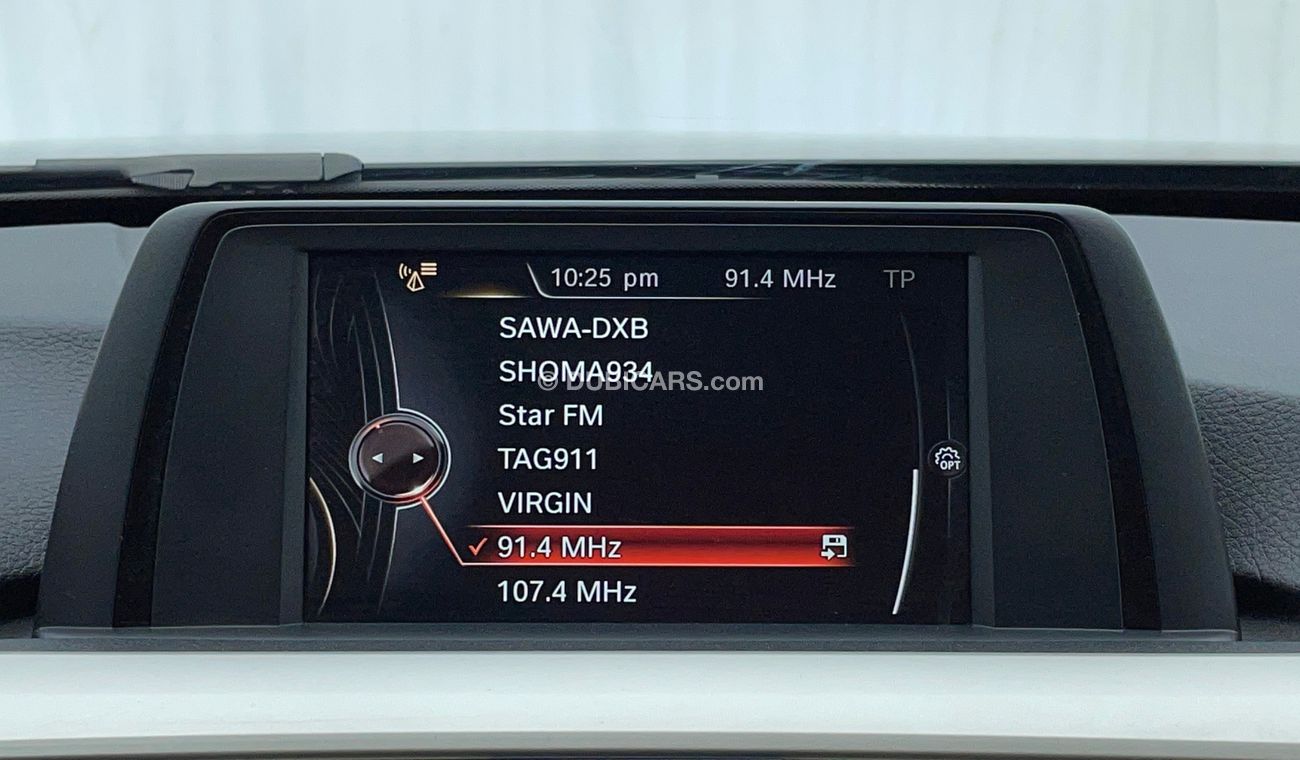 10:25 pm 91.4 MHz TP
SAWA-DXB
SHOMA934
© DUBICARS.com
Star FM
TAG911
OPT
VIRGIN
91.4 MHz
107.4 MHz